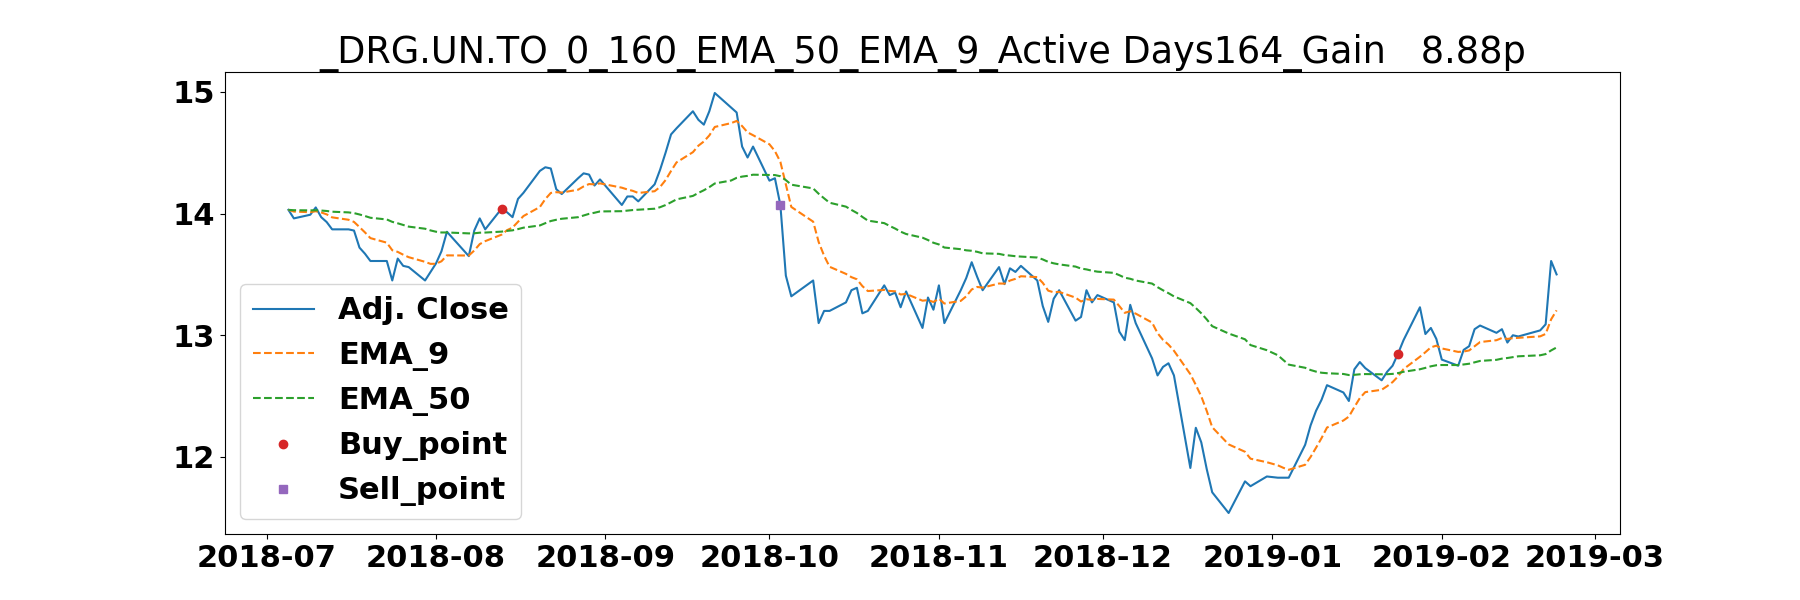 _DRG.UN.TO_0_160_EMA_50_EMA_9_Active Days164_Gain   8.88p
15
14
13
12
Adj. Close
EMA_9
EMA_50
Buy_point
Sell_point
2018-07 2018-08 2018-09 2018-10 2018-11 2018-12 2019-01 2019-02 2019-03